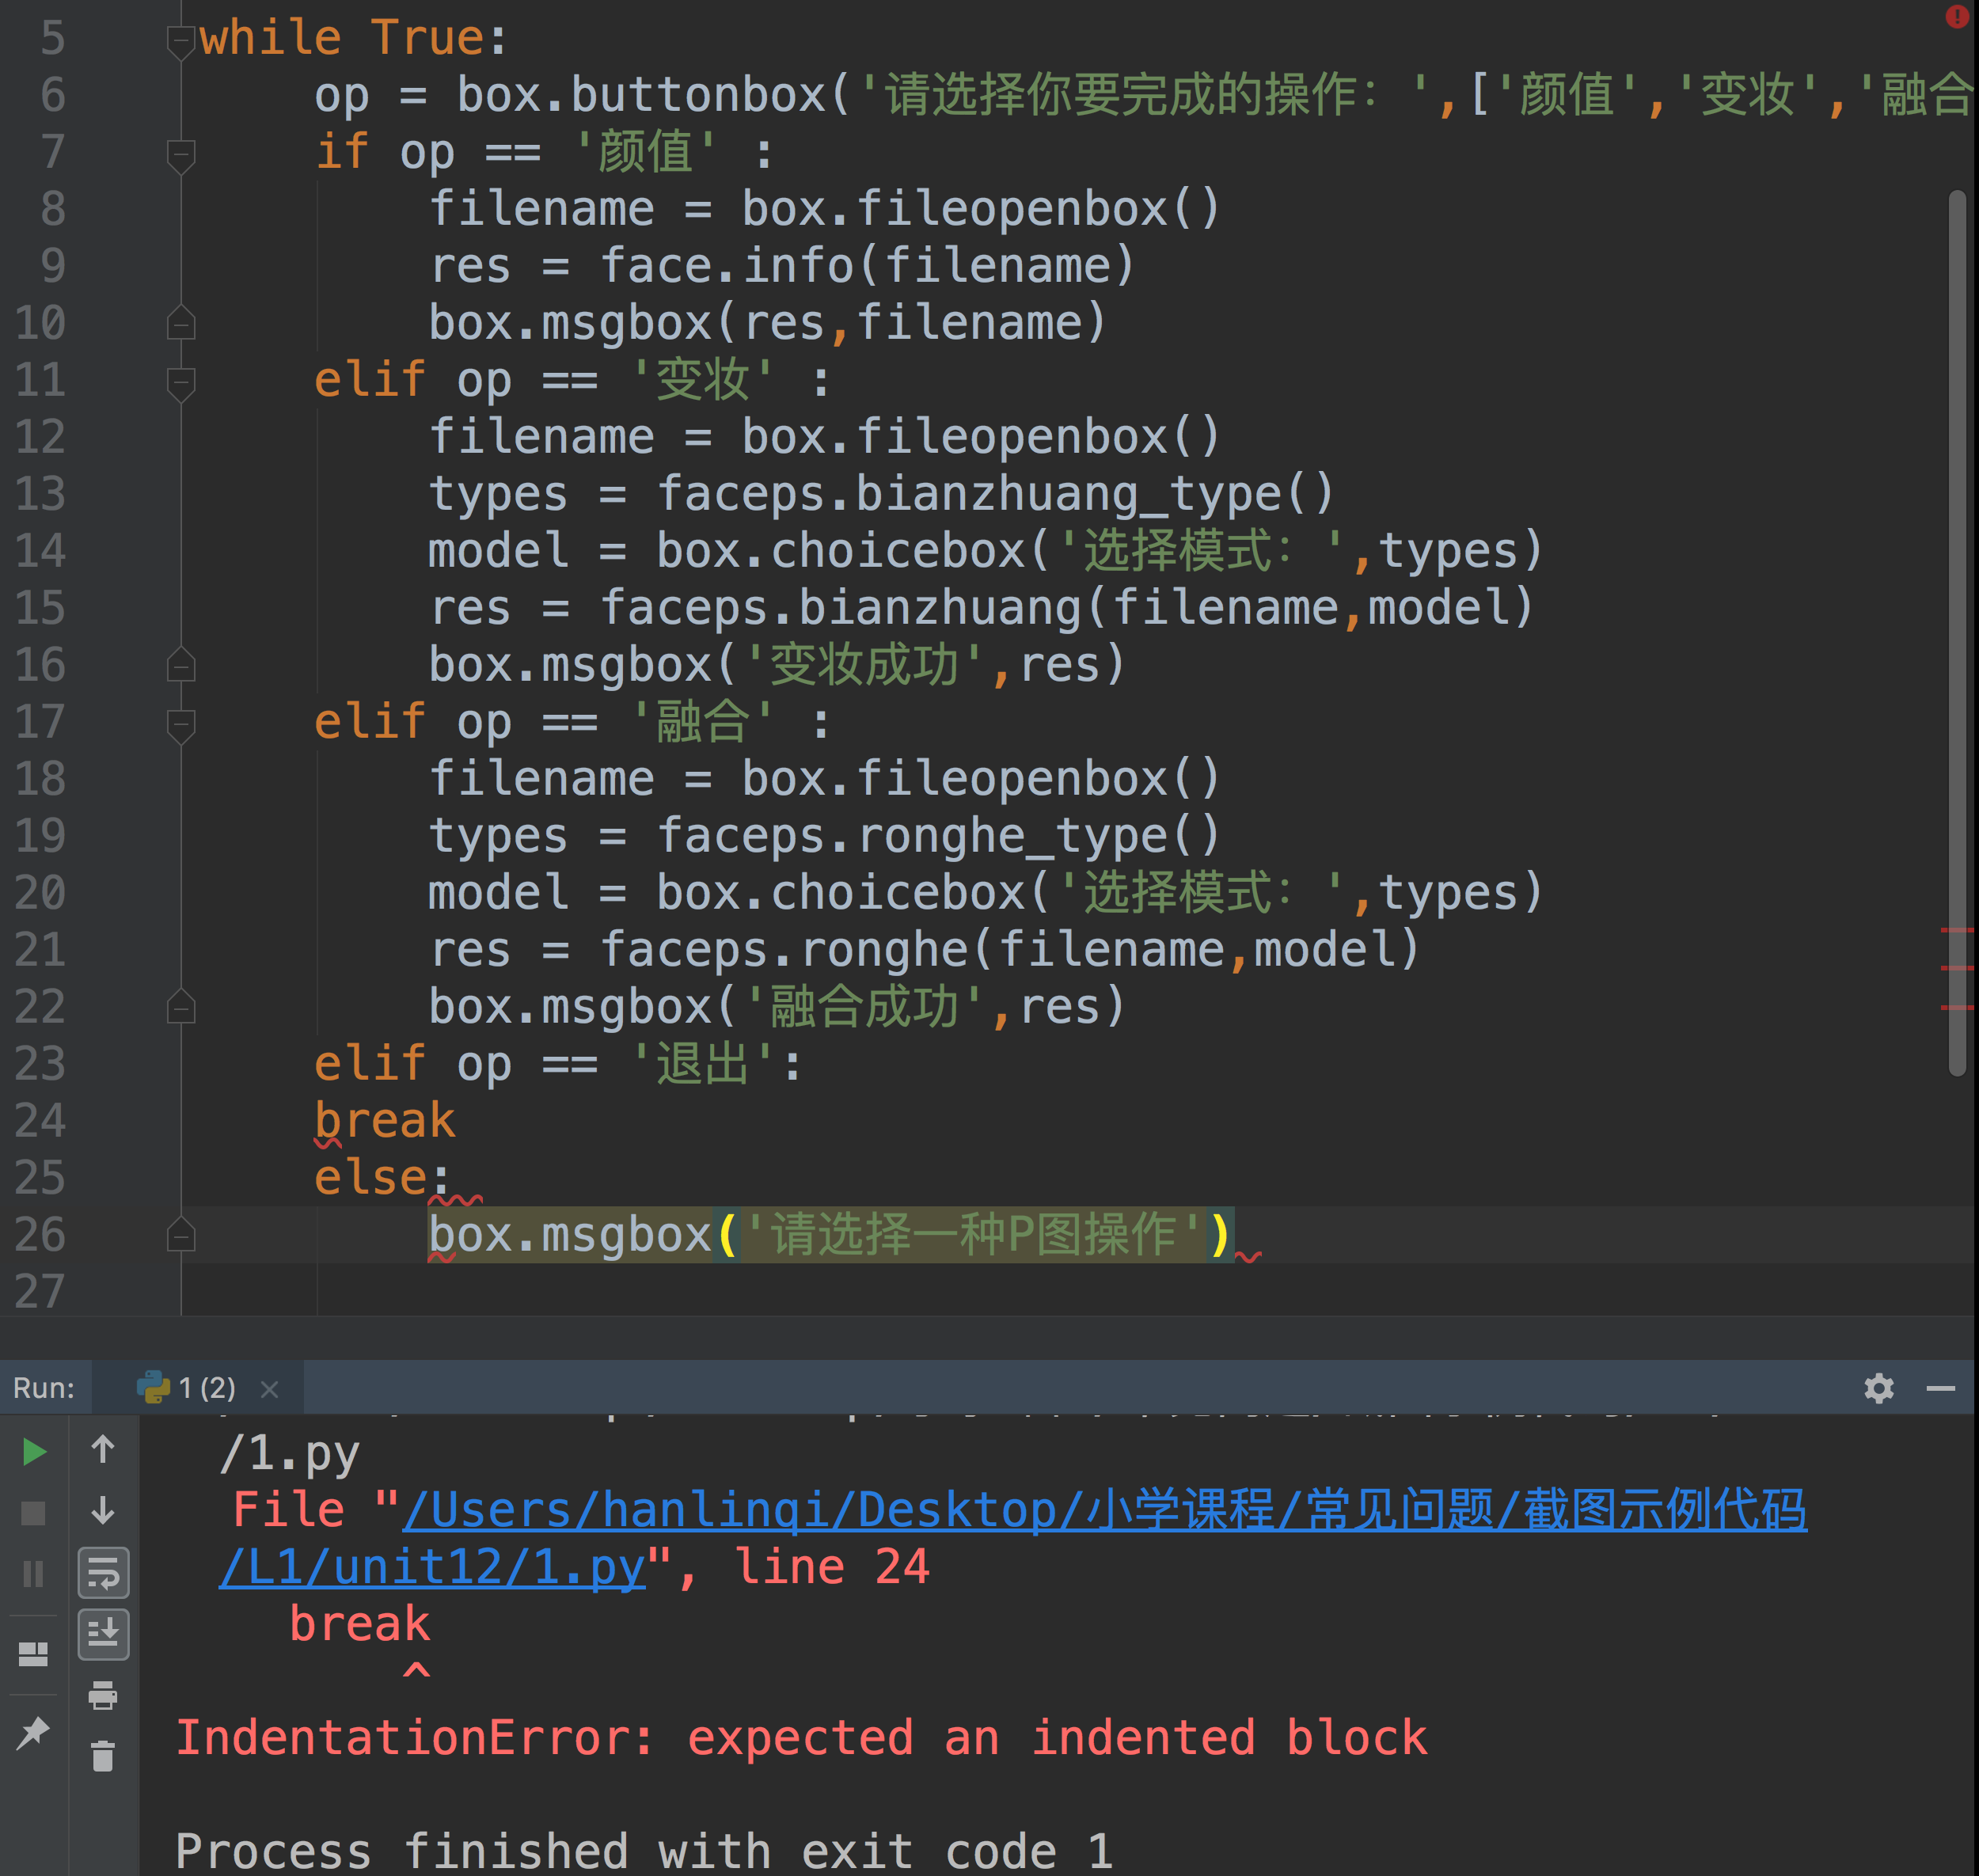 5 while True:
6 op = box.buttonbox('请选择你要完成的操作：',['颜值','变妆','融合
7 if op == '颜值' :
8 filename = box.fileopenbox()
9 res = face.info(filename)
10 box.msgbox(res,filename)
11 elif op == '变妆' :
12 filename = box.fileopenbox()
13 types = faceps.bianzhuang_type()
14 model = box.choicebox('选择模式：',types)
15 res = faceps.bianzhuang(filename,model)
16 box.msgbox('变妆成功',res)
17 elif op == '融合' :
18 filename = box.fileopenbox()
19 types = faceps.ronghe_type()
20 model = box.choicebox('选择模式：',types)
21 res = faceps.ronghe(filename,model)
22 box.msgbox('融合成功',res)
23 elif op == '退出':
24 break
25 else:
26 box.msgbox('请选择一种P图操作')
27
Run: 1 (2)
/1.py
File "/Users/hanlinqi/Desktop/小学课程/常见问题/截图示例代码
/L1/unit12/1.py", line 24
break
^
IndentationError: expected an indented block
Process finished with exit code 1